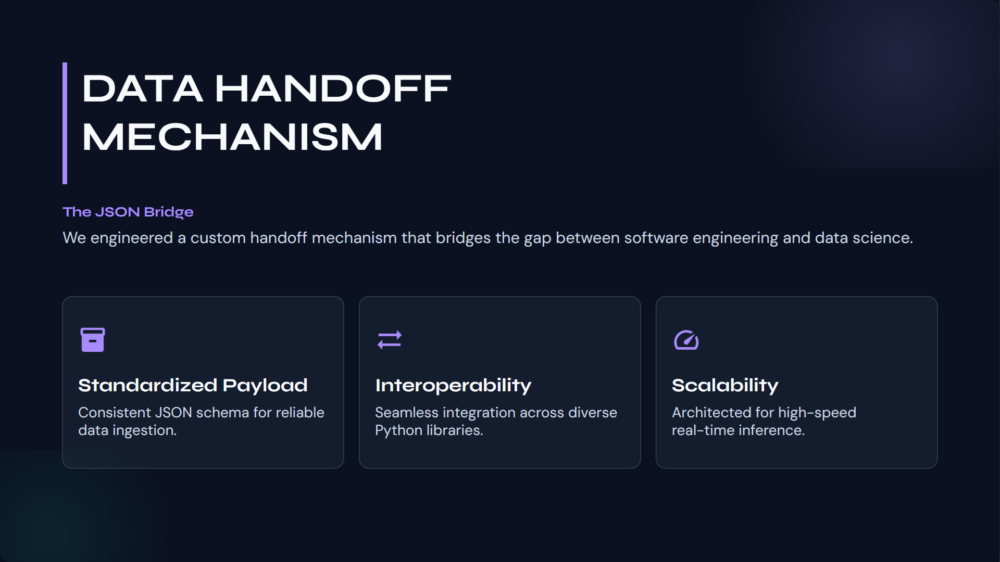 DATA HANDOFF
MECHANISM
The JSON Bridge
We engineered a custom handoff mechanism that bridges the gap between software engineering and data science.
Standardized Payload
Consistent JSON schema for reliable
data ingestion.
Interoperability
Seamless integration across diverse
Python libraries.
Scalability
Architected for high-speed
real-time inference.